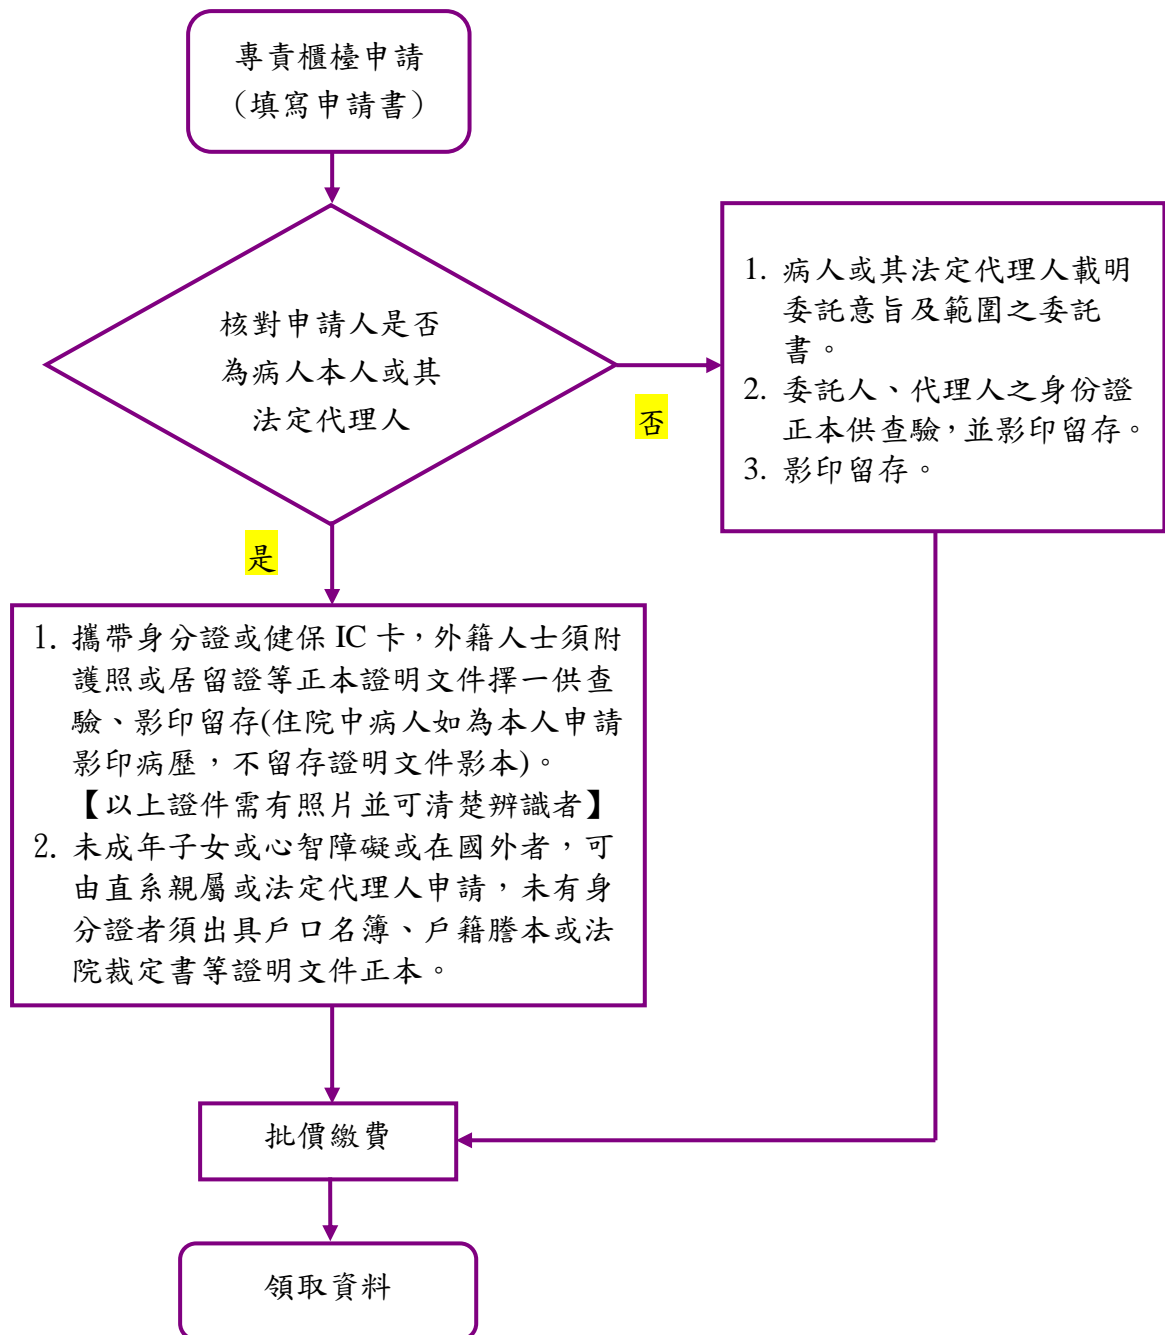 專責櫃檯申請
（填寫申請書）
核對申請人是否
為病人本人或其
法定代理人
否
1. 病人或其法定代理人載明
委託意旨及範圍之委託
書。
2. 委託人、代理人之身份證
正本供查驗，並影印留存。
3. 影印留存。
是
1. 攜帶身分證或健保 IC 卡，外籍人士須附
護照或居留證等正本證明文件擇一供查
驗、影印留存(住院中病人如為本人申請
影印病歷，不留存證明文件影本)。
【以上證件需有照片並可清楚辨識者】
2. 未成年子女或心智障礙或在國外者，可
由直系親屬或法定代理人申請，未有身
分證者須出具戶口名簿、戶籍謄本或法
院裁定書等證明文件正本。
批價繳費
領取資料